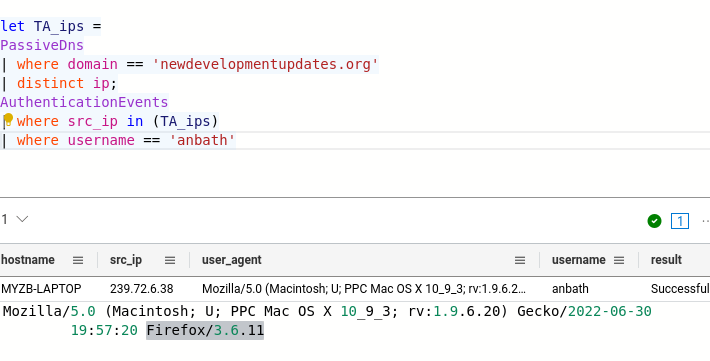 let TA_ips =
PassiveDns
| where domain == 'newdevelopmentupdates.org'
| distinct ip;
AuthenticationEvents
| where src_ip in (TA_ips)
| where username == 'anbath'
1
1
hostname src_ip user_agent username result
MYZB-LAPTOP 239.72.6.38 Mozilla/5.0 (Macintosh; U; PPC Mac OS X 10_9_3; rv:1.9.6.2... anbath Successful
Mozilla/5.0 (Macintosh; U; PPC Mac OS X 10_9_3; rv:1.9.6.20) Gecko/2022-06-30
19:57:20 Firefox/3.6.11